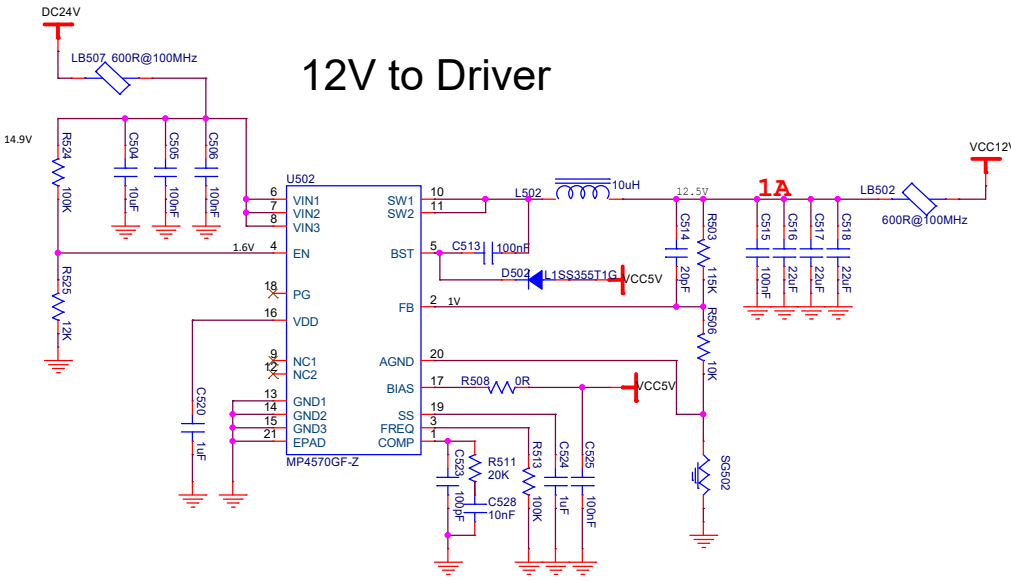 DC24V
LB507 600R@100MHz
12V to Driver
14.9V
R524
100K
C504
10uF
C505
100nF
C506
100nF
1.6V
R525
12K
U502
6 VIN1
7 VIN2
8 VIN3
4 EN
18 PG
16 VDD
9 NC1
12 NC2
13 GND1
14 GND2
15 GND3
21 EPAD
SW1 10
SW2 11
BST 5
FB 2
AGND 20
BIAS 17
SS 19
FREQ 3
COMP 1
MP4570GF-Z
C520
1uF
L502
10uH
C513 100nF
D502 L1SS355T1G
VCC5V
1V
12.5V
1A
C514
20pF
R503
115K
R506
10K
C515
100nF
C516
22uF
C517
22uF
C518
22uF
LB502
600R@100MHz
VCC12V
R508 0R
VCC5V
C523
100pF
R511
20K
C528
10nF
R513
100K
C524
1uF
C525
100nF
SG502